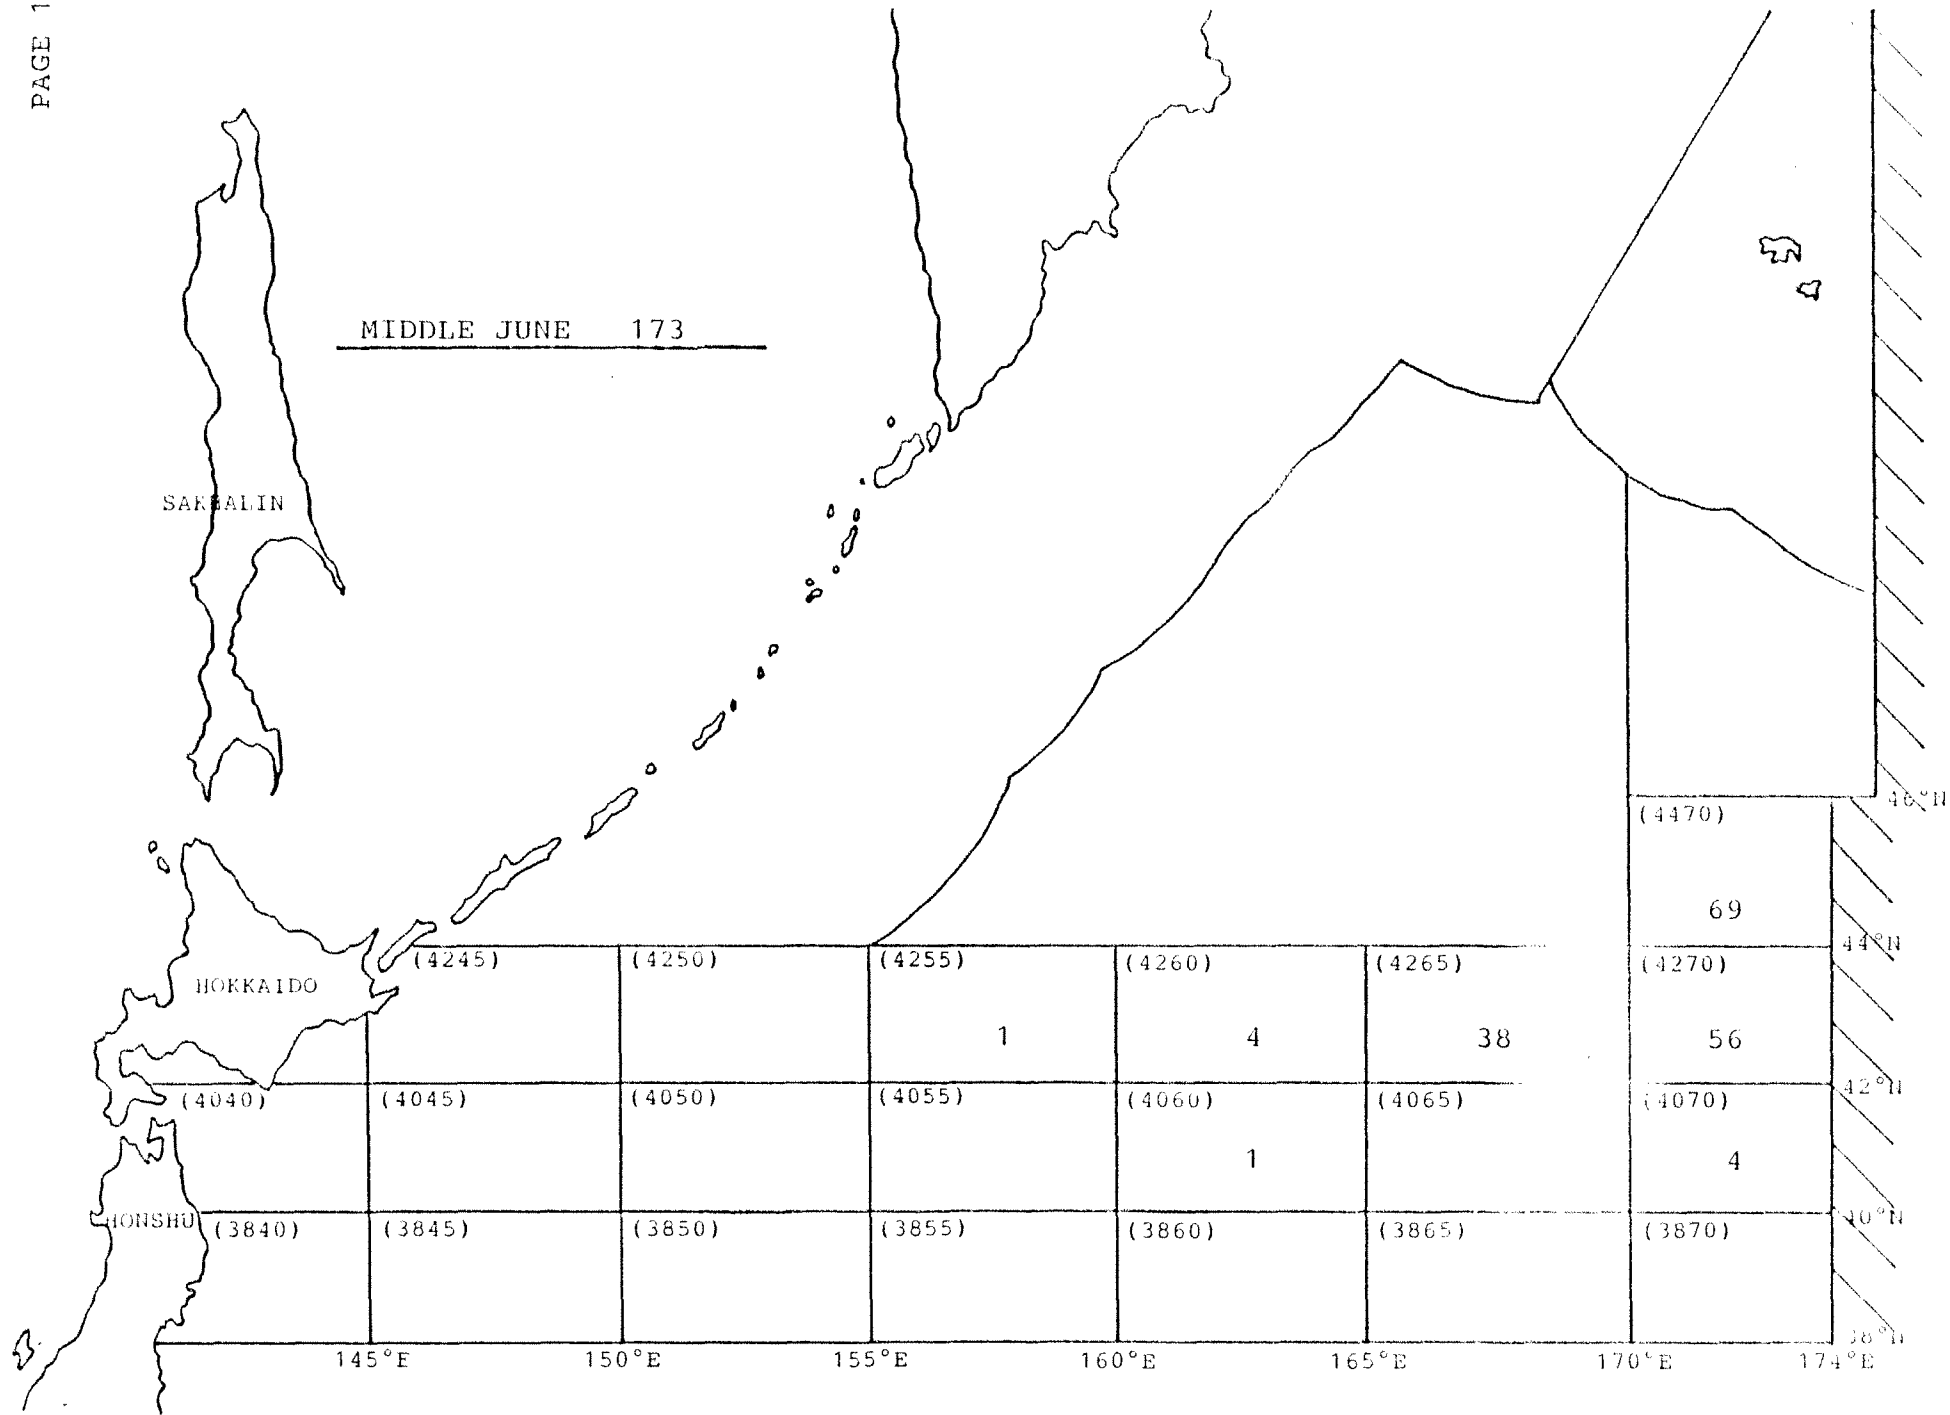 PAGE 1
MIDDLE JUNE 173
SAKHALIN
46°N
(4470)
69
44°N
(4245) (4250) (4255) (4260) (4265) (4270)
HOKKAIDO
1 4 38 56
42°N
(4040) (4045) (4050) (4055) (4060) (4065) (4070)
1 4
40°N
HONSHU (3840) (3845) (3850) (3855) (3860) (3865) (3870)
38°N
145°E 150°E 155°E 160°E 165°E 170°E 174°E